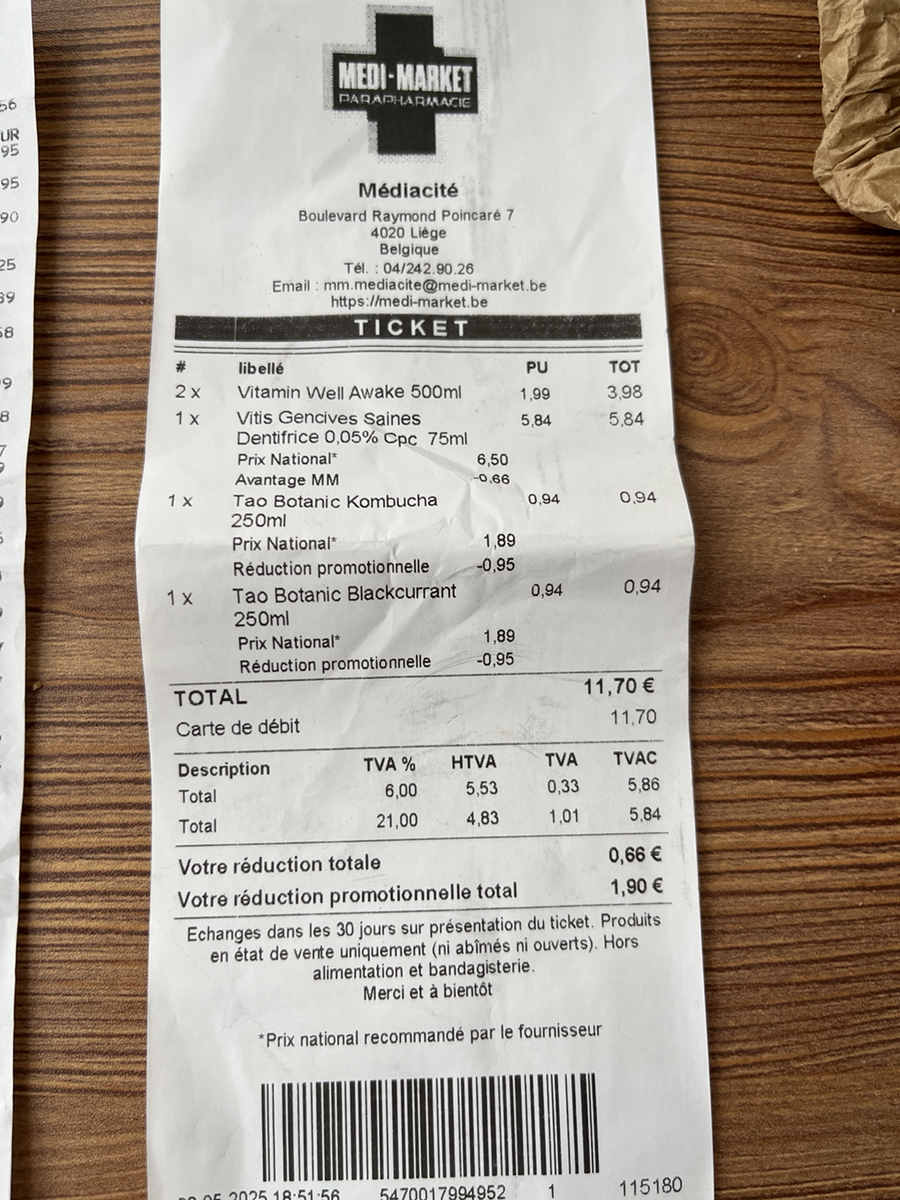 MEDI-MARKET
PARAPHARMACIE
Médiacité
Boulevard Raymond Poincaré 7
4020 Liège
Belgique
Tél. : 04/242.90.26
Email : mm.mediacite@medi-market.be
https://medi-market.be
TICKET
# libellé PU TOT
2 x Vitamin Well Awake 500ml 1,99 3,98
1 x Vitis Gencives Saines 5,84 5,84
Dentifrice 0,05% Cpc 75ml
Prix National* 6,50
Avantage MM -0,66
1 x Tao Botanic Kombucha 0,94 0,94
250ml
Prix National* 1,89
Réduction promotionnelle -0,95
1 x Tao Botanic Blackcurrant 0,94 0,94
250ml
Prix National* 1,89
Réduction promotionnelle -0,95
TOTAL 11,70 €
Carte de débit 11,70
Description TVA % HTVA TVA TVAC
Total 6,00 5,53 0,33 5,86
Total 21,00 4,83 1,01 5,84
Votre réduction totale 0,66 €
Votre réduction promotionnelle total 1,90 €
Echanges dans les 30 jours sur présentation du ticket. Produits
en état de vente uniquement (ni abîmés ni ouverts). Hors
alimentation et bandagisterie.
Merci et à bientôt
*Prix national recommandé par le fournisseur
18:51:56 5470017994952 1 115180